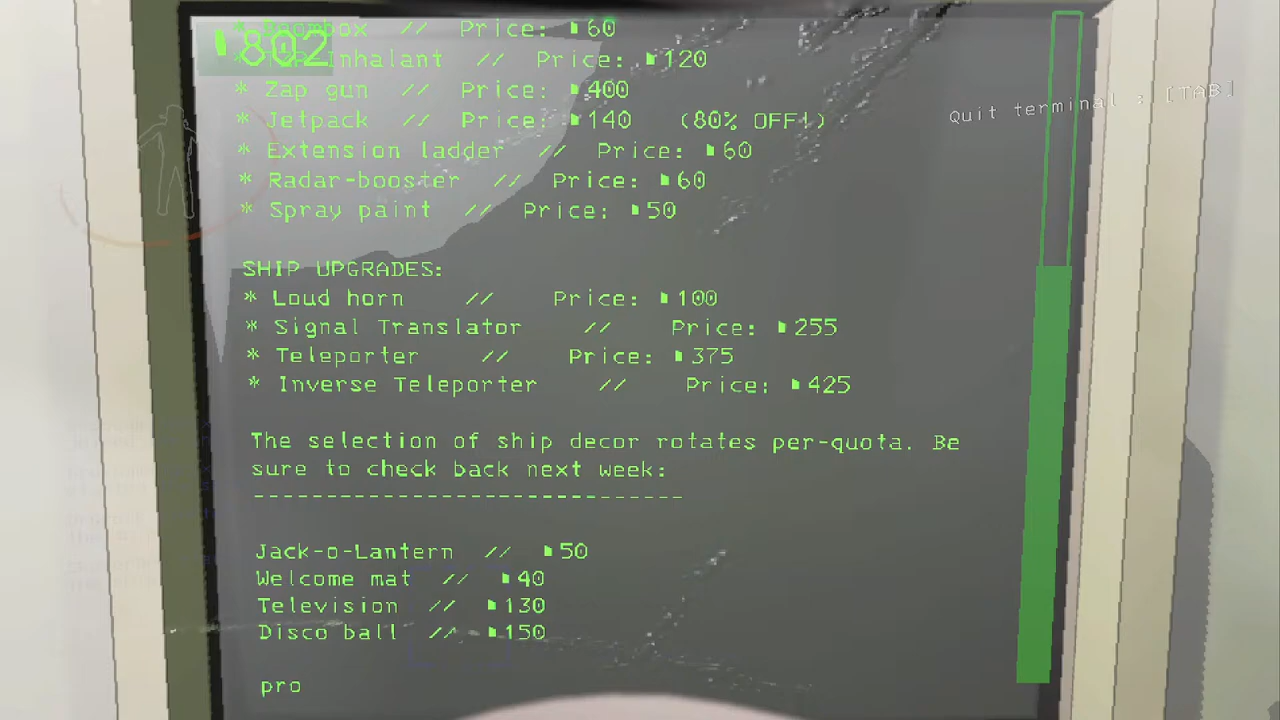 * Boombox // Price: ▮60
▮802
Inhalant // Price: ▮120
* Zap gun // Price: ▮400
* Jetpack // Price: ▮140 (80% OFF!)
Quit terminal : [TAB]
* Extension ladder // Price: ▮60
* Radar-booster // Price: ▮60
* Spray paint // Price: ▮50
SHIP UPGRADES:
* Loud horn // Price: ▮100
* Signal Translator // Price: ▮255
* Teleporter // Price: ▮375
* Inverse Teleporter // Price: ▮425
The selection of ship decor rotates per-quota. Be
sure to check back next week:
------------------------------
Jack-o-Lantern // ▮50
Welcome mat // ▮40
Television // ▮130
Disco ball // ▮150
pro